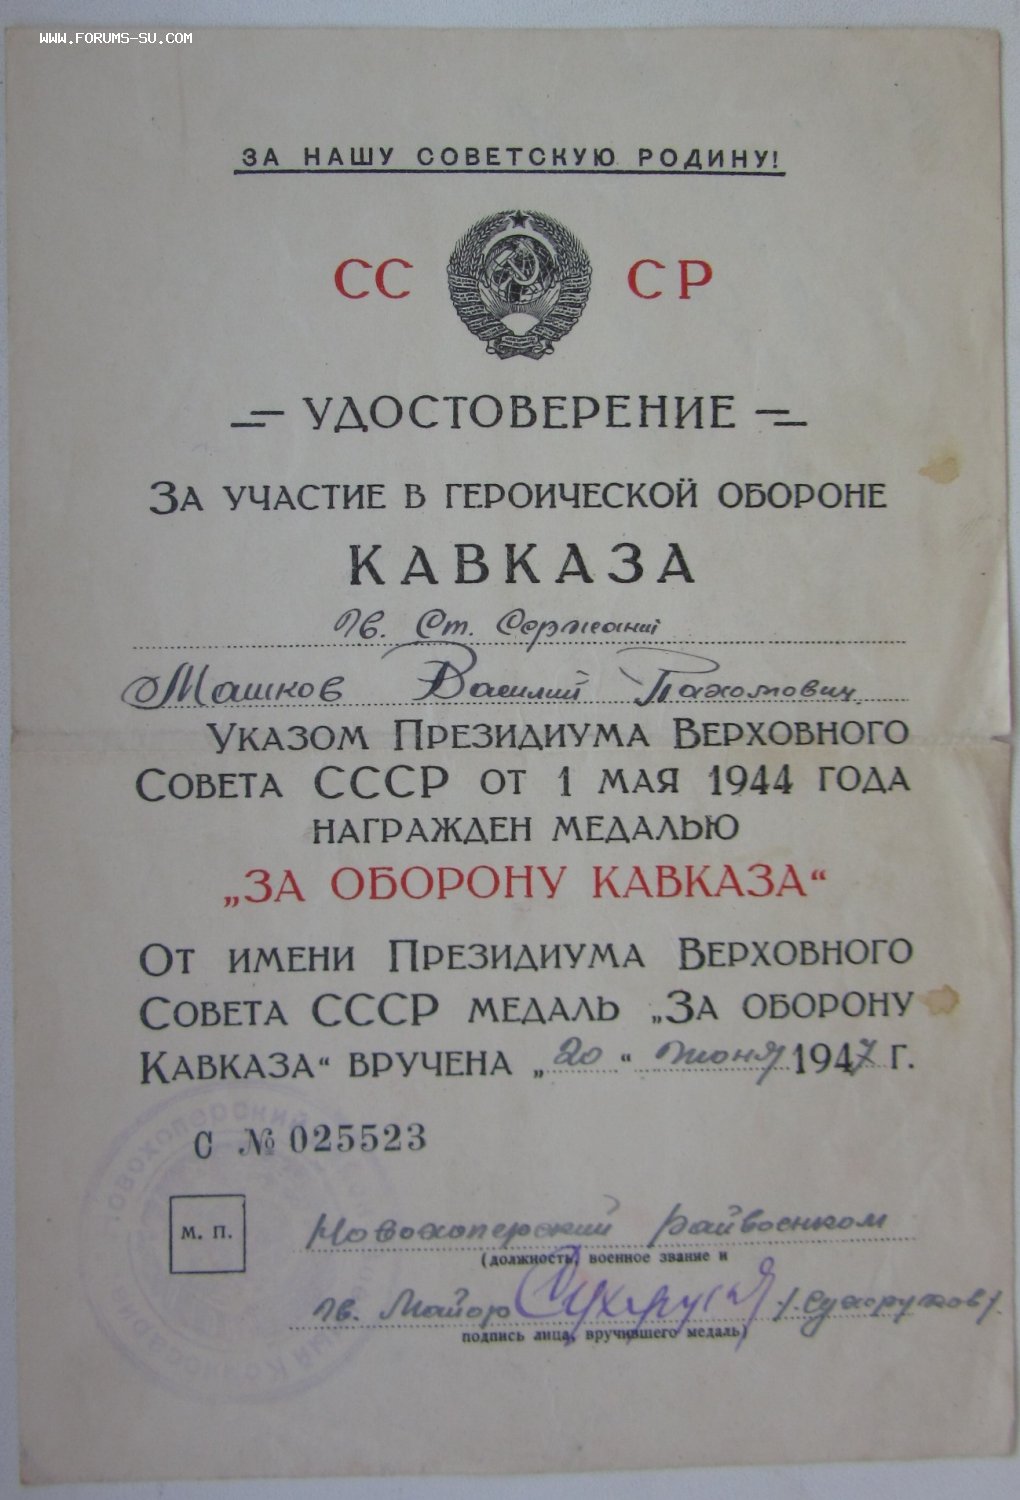 WWW.FORUMS-SU.COM
ЗА НАШУ СОВЕТСКУЮ РОДИНУ!
СС СР
УДОСТОВЕРЕНИЕ
ЗА УЧАСТИЕ В ГЕРОИЧЕСКОЙ ОБОРОНЕ
КАВКАЗА
Гв. Ст. Сержант
Машков Василий Пахомович
УКАЗОМ ПРЕЗИДИУМА ВЕРХОВНОГО
СОВЕТА СССР ОТ 1 МАЯ 1944 ГОДА
НАГРАЖДЕН МЕДАЛЬЮ
„ЗА ОБОРОНУ КАВКАЗА“
ОТ ИМЕНИ ПРЕЗИДИУМА ВЕРХОВНОГО
СОВЕТА СССР МЕДАЛЬ „ЗА ОБОРОНУ
КАВКАЗА“ ВРУЧЕНА „20“ июня 1947 Г.
С № 025523
М. П.
Новохоперский Райвоенком
(должность, военное звание и
гв. Майор /Сухоруков/
подпись лица, вручившего медаль)